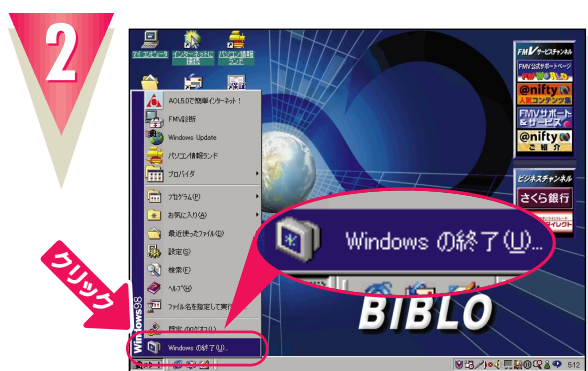 2
マイ コンピュータ
インターネットに
接続
パソコン情報
ランド
FMVサービスチャンネル
FMV公式サポートページ
@nifty
人気コンテンツ集
FMVサポート
&サービス
@nifty
ご紹介
ビジネスチャンネル
さくら銀行
AOL5.0で簡単インターネット!
FMV診断
Windows Update
パソコン情報ランド
プロバイダ
プログラム(P)
お気に入り(A)
最近使ったファイル(D)
設定(S)
検索(F)
ヘルプ(H)
ファイル名を指定して実行
Windows の終了(U)...
Windows の終了(U)...
Windows98
クリック
BIBLO
5:12